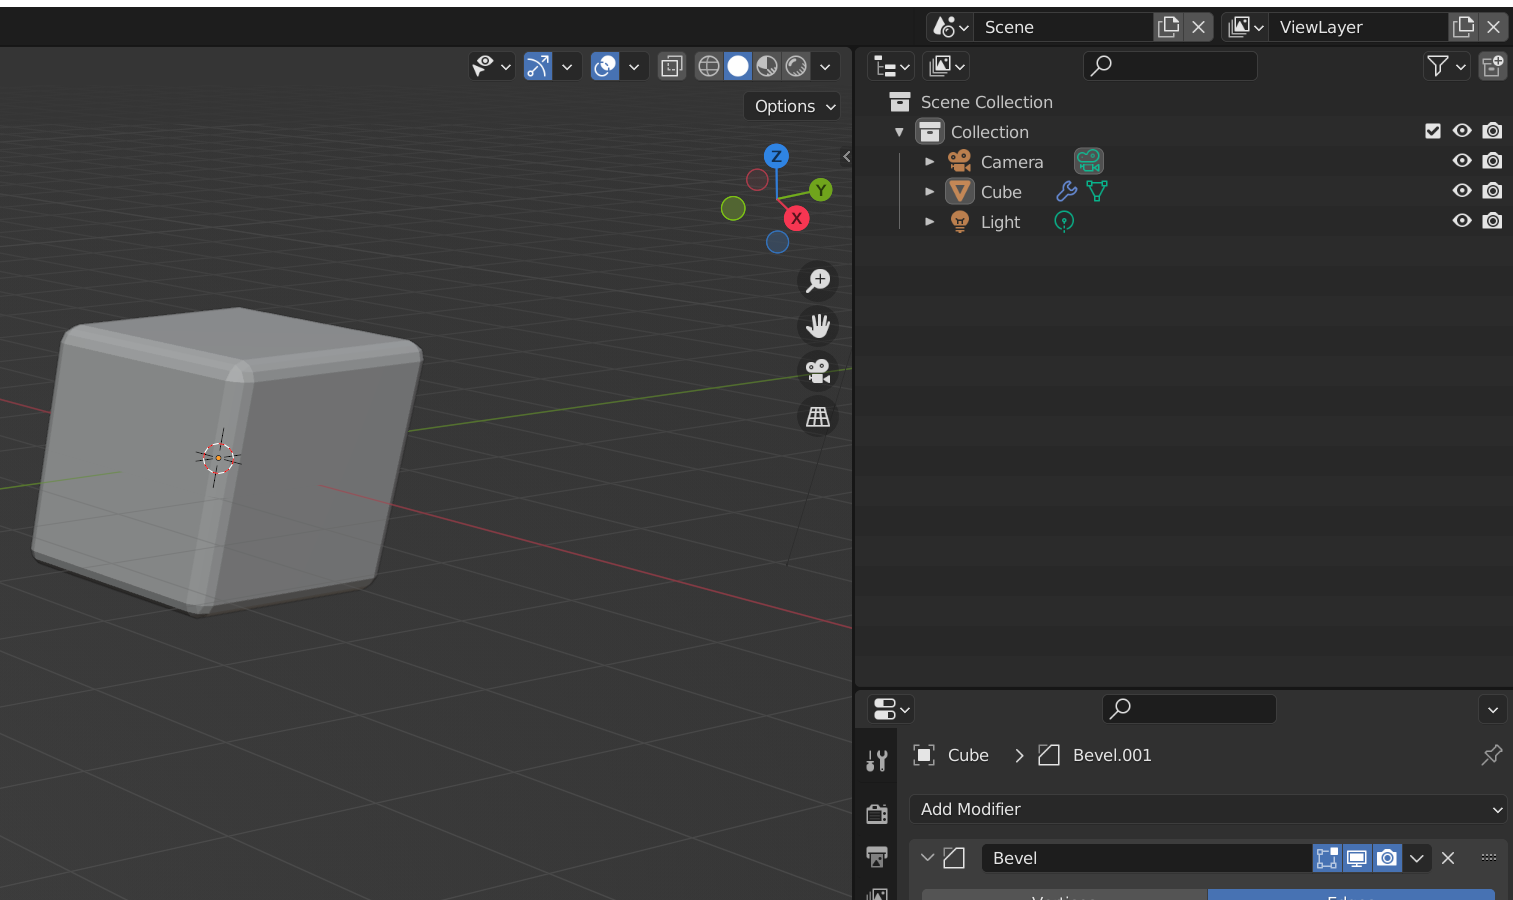 Scene
ViewLayer
Options
Z
Y
X
Scene Collection
Collection
Camera
Cube
Light
Cube
Bevel.001
Add Modifier
Bevel